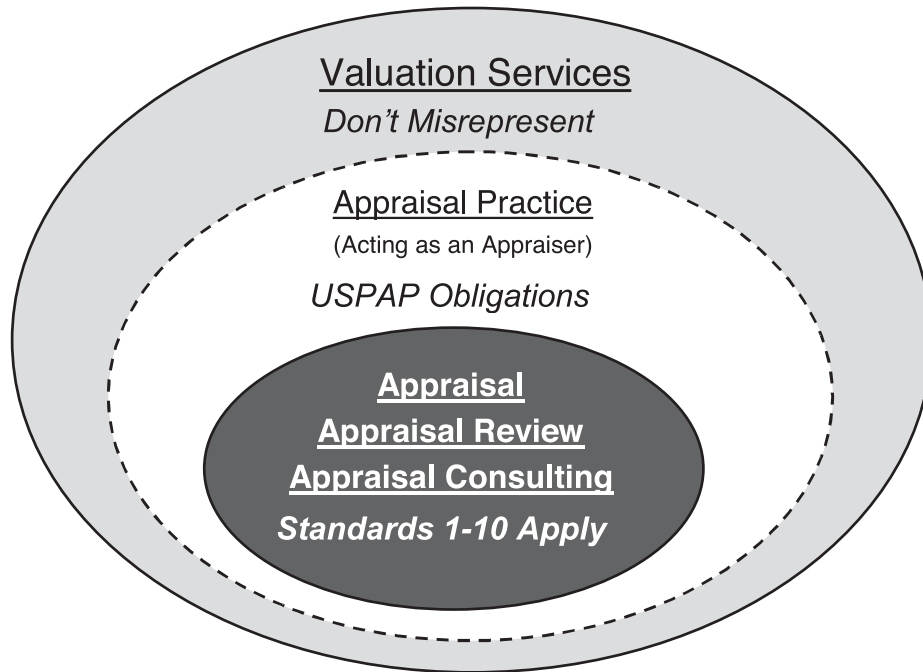 Valuation Services
Don't Misrepresent
Appraisal Practice
(Acting as an Appraiser)
USPAP Obligations
Appraisal
Appraisal Review
Appraisal Consulting
Standards 1-10 Apply